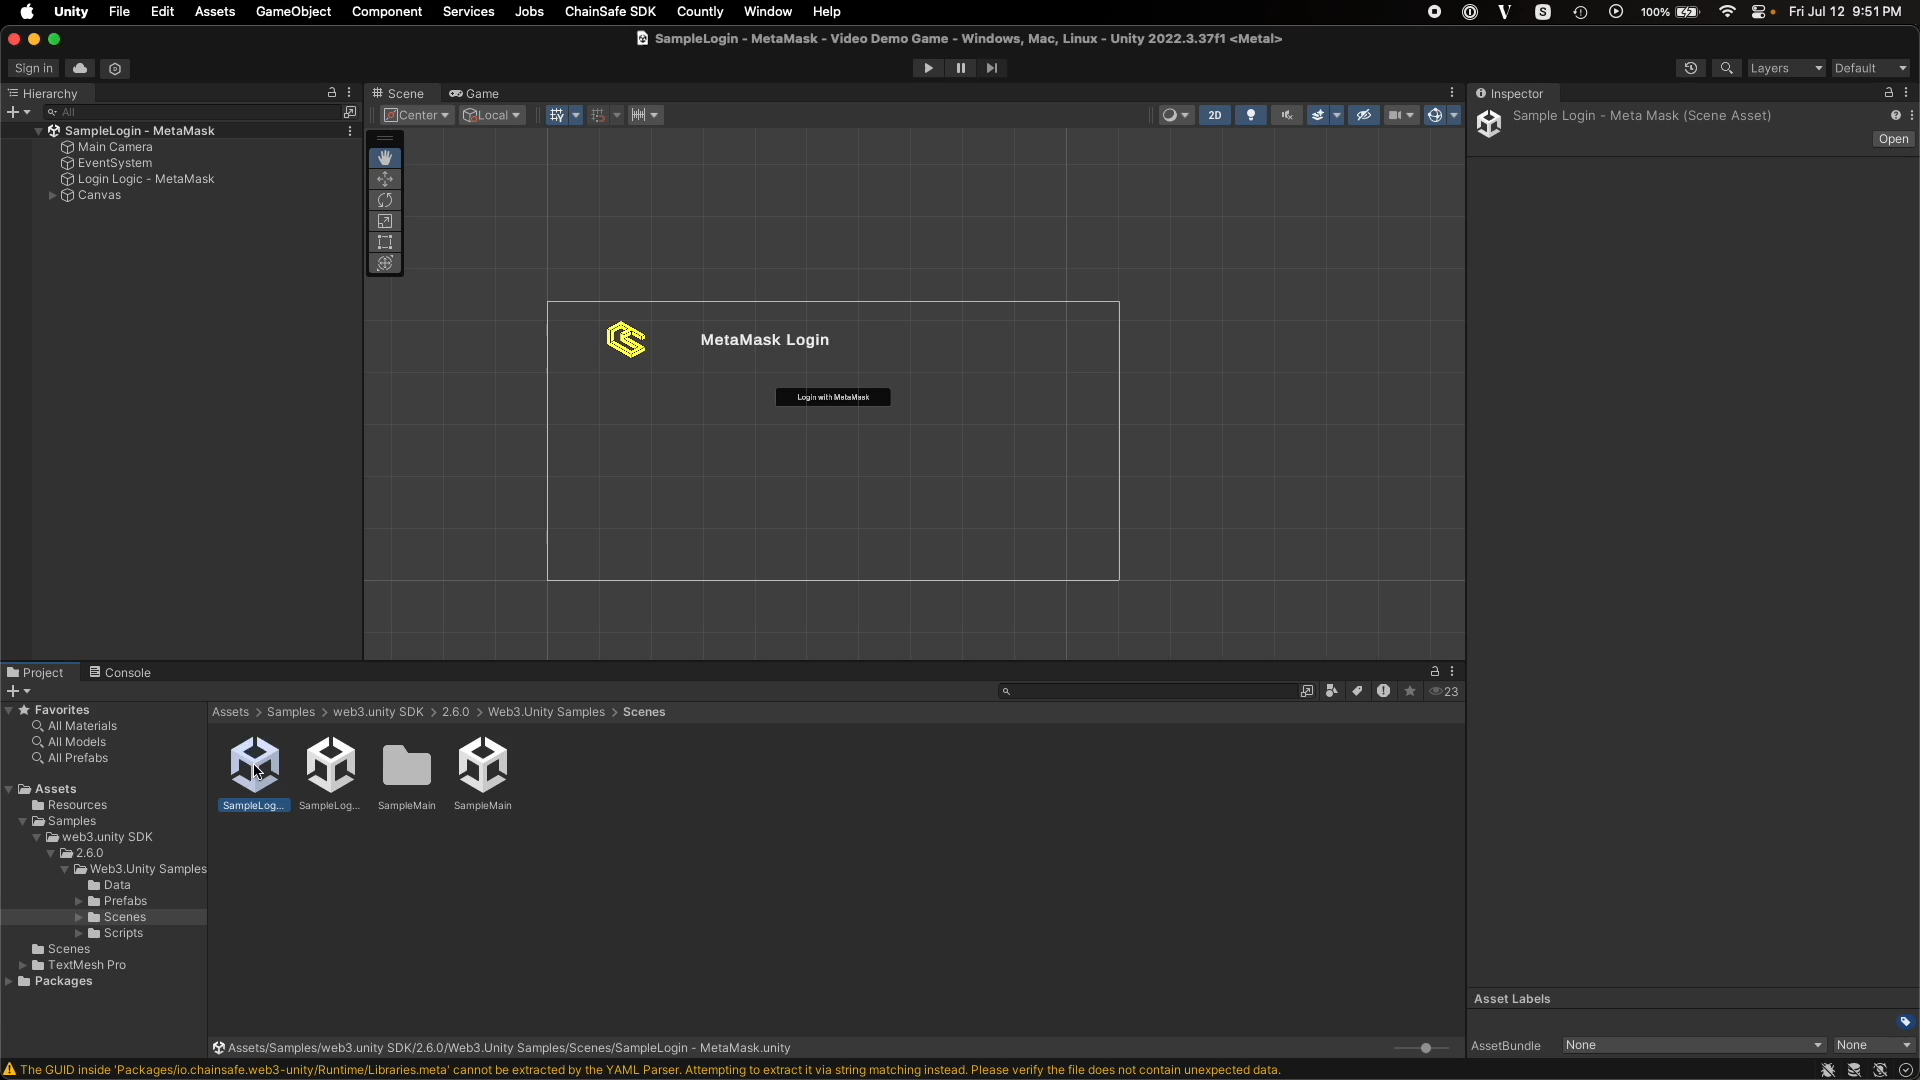 Unity File Edit Assets GameObject Component Services Jobs ChainSafe SDK Countly Window Help
V S 100% Fri Jul 12 9:51 PM
SampleLogin - MetaMask - Video Demo Game - Windows, Mac, Linux - Unity 2022.3.37f1 <Metal>
Sign in
Layers Default
Hierarchy
All
SampleLogin - MetaMask
Main Camera
EventSystem
Login Logic - MetaMask
Canvas
Scene Game
Center Local 2D
MetaMask Login
Login with MetaMask
Inspector
Sample Login - Meta Mask (Scene Asset)
Open
Project Console
23
Favorites
All Materials
All Models
All Prefabs
Assets
Resources
Samples
web3.unity SDK
2.6.0
Web3.Unity Samples
Data
Prefabs
Scenes
Scripts
Scenes
TextMesh Pro
Packages
Assets > Samples > web3.unity SDK > 2.6.0 > Web3.Unity Samples > Scenes
SampleLog... SampleLog... SampleMain SampleMain
Assets/Samples/web3.unity SDK/2.6.0/Web3.Unity Samples/Scenes/SampleLogin - MetaMask.unity
Asset Labels
AssetBundle None None
The GUID inside 'Packages/io.chainsafe.web3-unity/Runtime/Libraries.meta' cannot be extracted by the YAML Parser. Attempting to extract it via string matching instead. Please verify the file does not contain unexpected data.